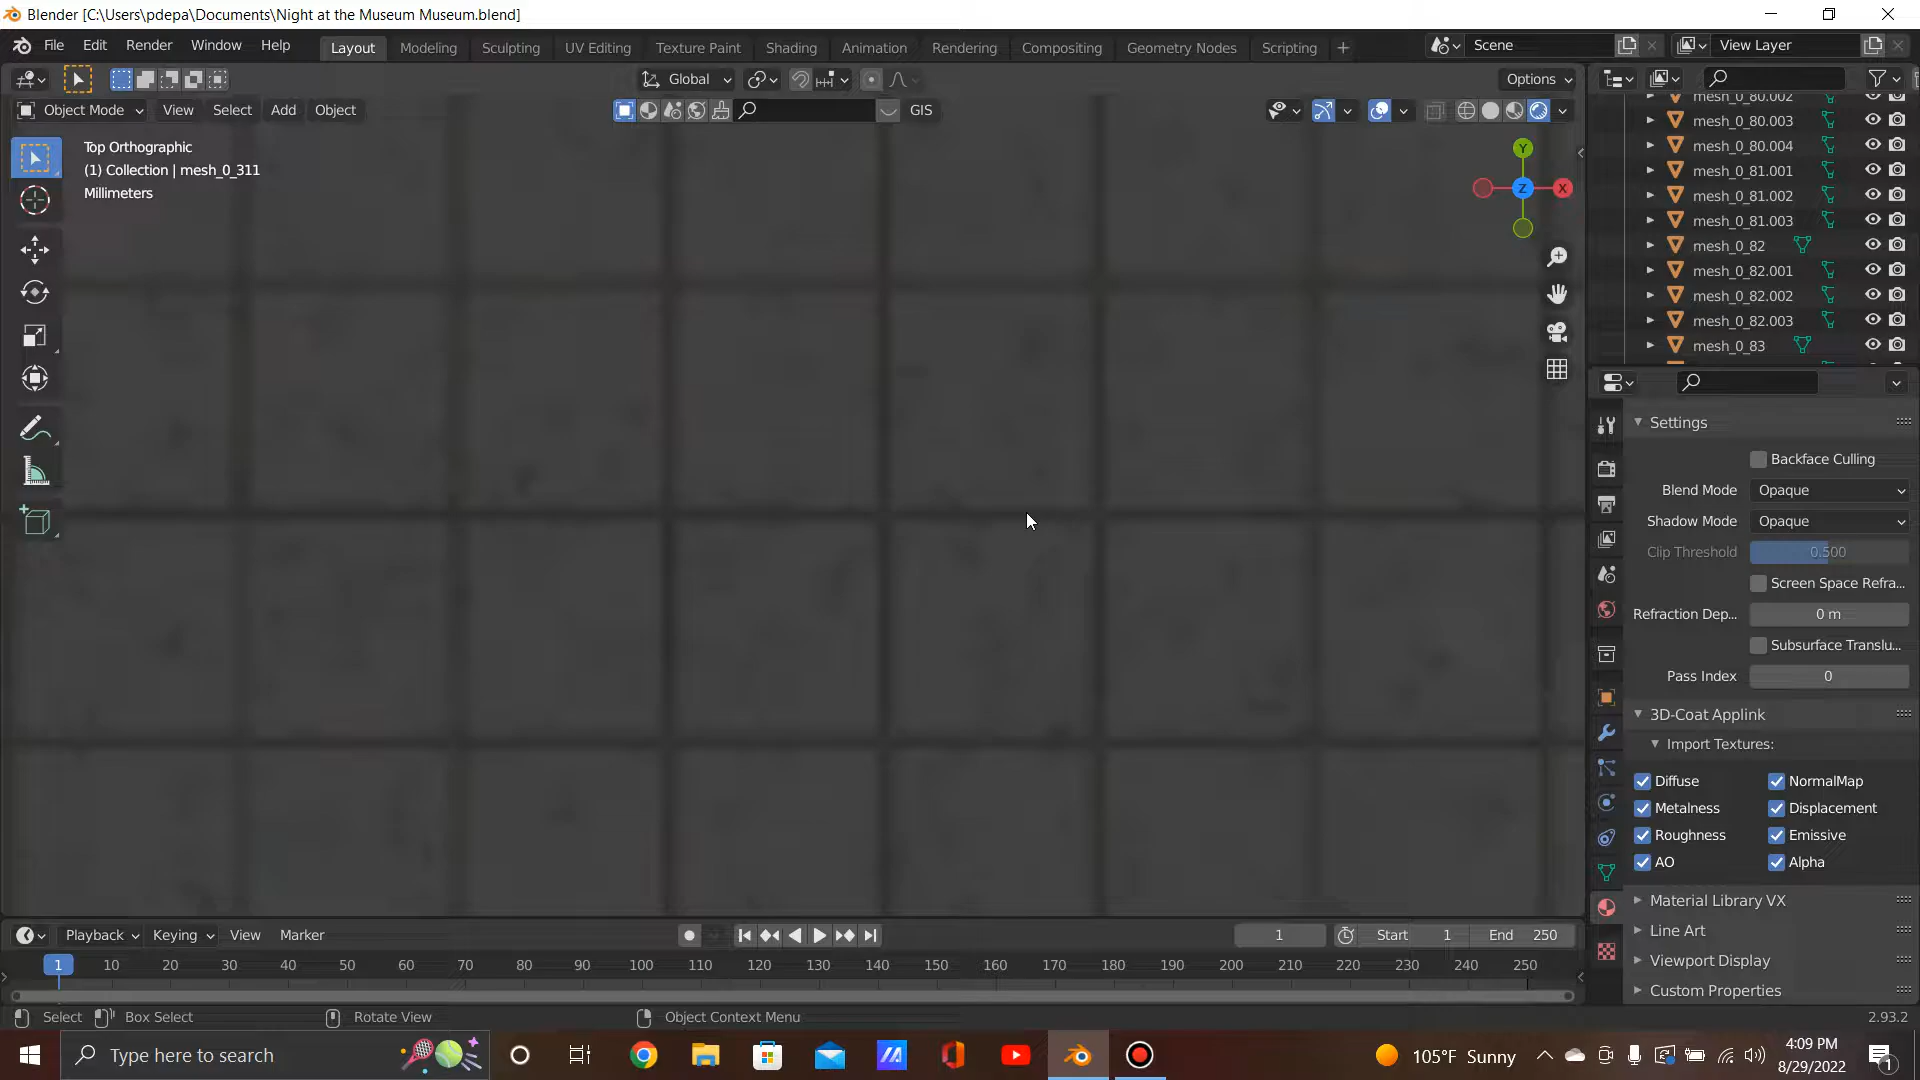 Blender [C:\Users\pdepa\Documents\Night at the Museum Museum.blend]
File Edit Render Window Help
Layout Modeling Sculpting UV Editing Texture Paint Shading Animation Rendering Compositing Geometry Nodes Scripting +
Scene
View Layer
Global
Options
Object Mode View Select Add Object
GIS
Top Orthographic
(1) Collection | mesh_0_311
Millimeters
Y
Z
X
mesh_0_80.002
mesh_0_80.003
mesh_0_80.004
mesh_0_81.001
mesh_0_81.002
mesh_0_81.003
mesh_0_82
mesh_0_82.001
mesh_0_82.002
mesh_0_82.003
mesh_0_83
Settings
Backface Culling
Blend Mode Opaque
Shadow Mode Opaque
Clip Threshold 0.500
Screen Space Refra...
Refraction Dep... 0 m
Subsurface Translu...
Pass Index 0
3D-Coat Applink
Import Textures:
Diffuse NormalMap
Metalness Displacement
Roughness Emissive
AO Alpha
Material Library VX
Line Art
Viewport Display
Custom Properties
Playback Keying View Marker
1 Start 1 End 250
1 10 20 30 40 50 60 70 80 90 100 110 120 130 140 150 160 170 180 190 200 210 220 230 240 250
Select Box Select Rotate View Object Context Menu
2.93.2
Type here to search
105°F Sunny
4:09 PM
8/29/2022
1